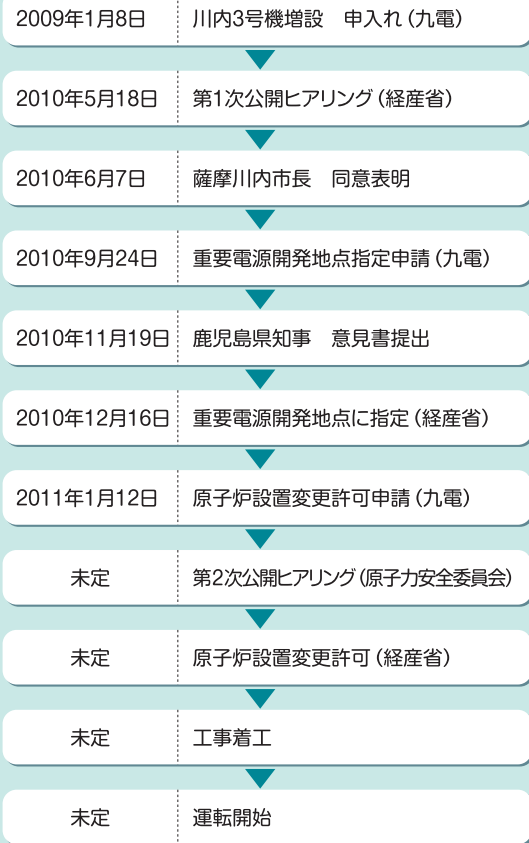 2009年1月8日 川内3号機増設　申入れ（九電）
2010年5月18日 第1次公開ヒアリング（経産省）
2010年6月7日 薩摩川内市長　同意表明
2010年9月24日 重要電源開発地点指定申請（九電）
2010年11月19日 鹿児島県知事　意見書提出
2010年12月16日 重要電源開発地点に指定（経産省）
2011年1月12日 原子炉設置変更許可申請（九電）
未定 第2次公開ヒアリング（原子力安全委員会）
未定 原子炉設置変更許可（経産省）
未定 工事着工
未定 運転開始